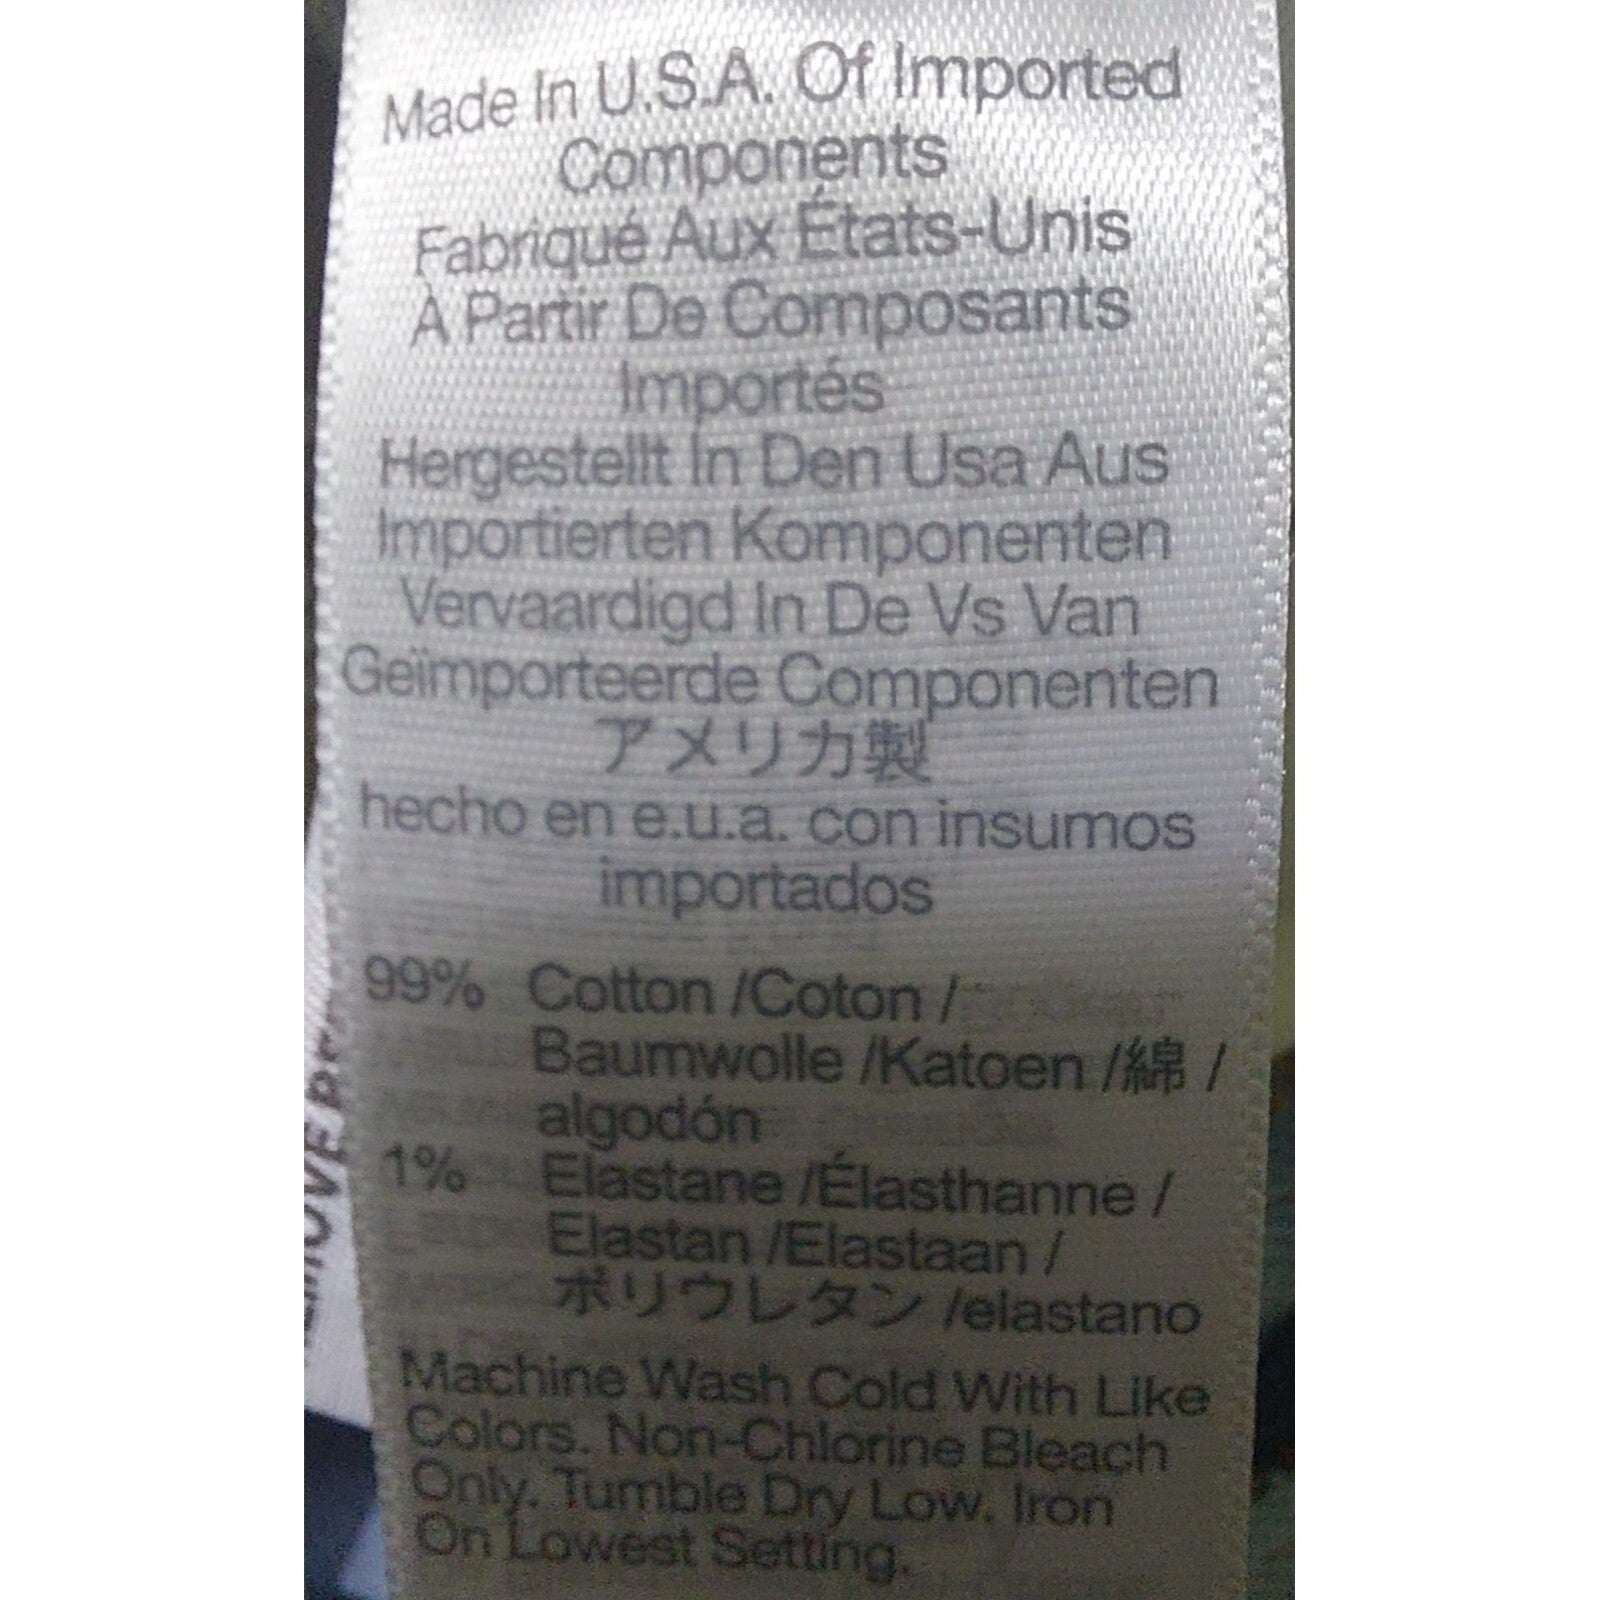 Made In U.S.A. Of Imported
Components
Fabriqué Aux États-Unis
À Partir De Composants
Importés
Hergestellt In Den Usa Aus
Importierten Komponenten
Vervaardigd In De Vs Van
Geïmporteerde Componenten
アメリカ製
hecho en e.u.a. con insumos
importados
99% Cotton /Coton /
Baumwolle /Katoen /綿 /
algodón
1% Elastane /Élasthanne /
Elastan /Elastaan /
ポリウレタン /elastano
Machine Wash Cold With Like
Colors. Non-Chlorine Bleach
Only. Tumble Dry Low. Iron
On Lowest Setting.